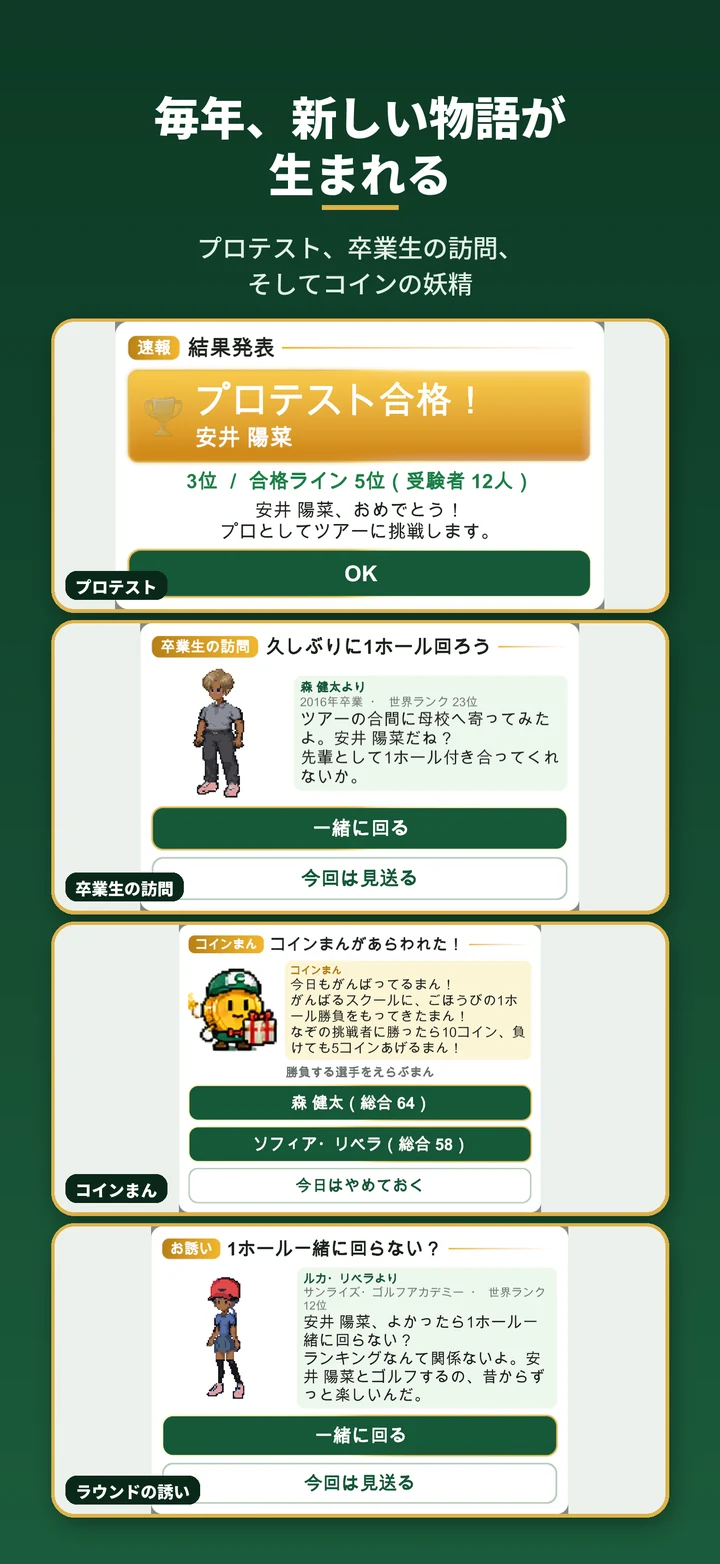 毎年、新しい物語が
生まれる
プロテスト、卒業生の訪問、
そしてコインの妖精
速報 結果発表
プロテスト合格！
安井 陽菜
3位 / 合格ライン 5位 ( 受験者 12人 )
安井 陽菜、おめでとう！
プロとしてツアーに挑戦します。
OK
プロテスト
卒業生の訪問 久しぶりに1ホール回ろう
森 健太より
2016年卒業 ・ 世界ランク 23位
ツアーの合間に母校へ寄ってみた
よ。安井 陽菜だね？
先輩として1ホール付き合ってくれ
ないか。
一緒に回る
今回は見送る
卒業生の訪問
コインまん コインまんがあらわれた！
コインまん
今日もがんばってるまん！
がんばるスクールに、ごほうびの1ホ
ール勝負をもってきたまん！
なぞの挑戦者に勝ったら10コイン、負
けても5コインあげるまん！
勝負する選手をえらぶまん
森 健太 ( 総合 64 )
ソフィア・リベラ ( 総合 58 )
今日はやめておく
コインまん
お誘い 1ホール一緒に回らない？
ルカ・リベラより
サンライズ・ゴルフアカデミー ・ 世界ランク
12位
安井 陽菜、よかったら1ホール一
緒に回らない？
ランキングなんて関係ないよ。安
井 陽菜とゴルフするの、昔からず
っと楽しいんだ。
一緒に回る
今回は見送る
ラウンドの誘い